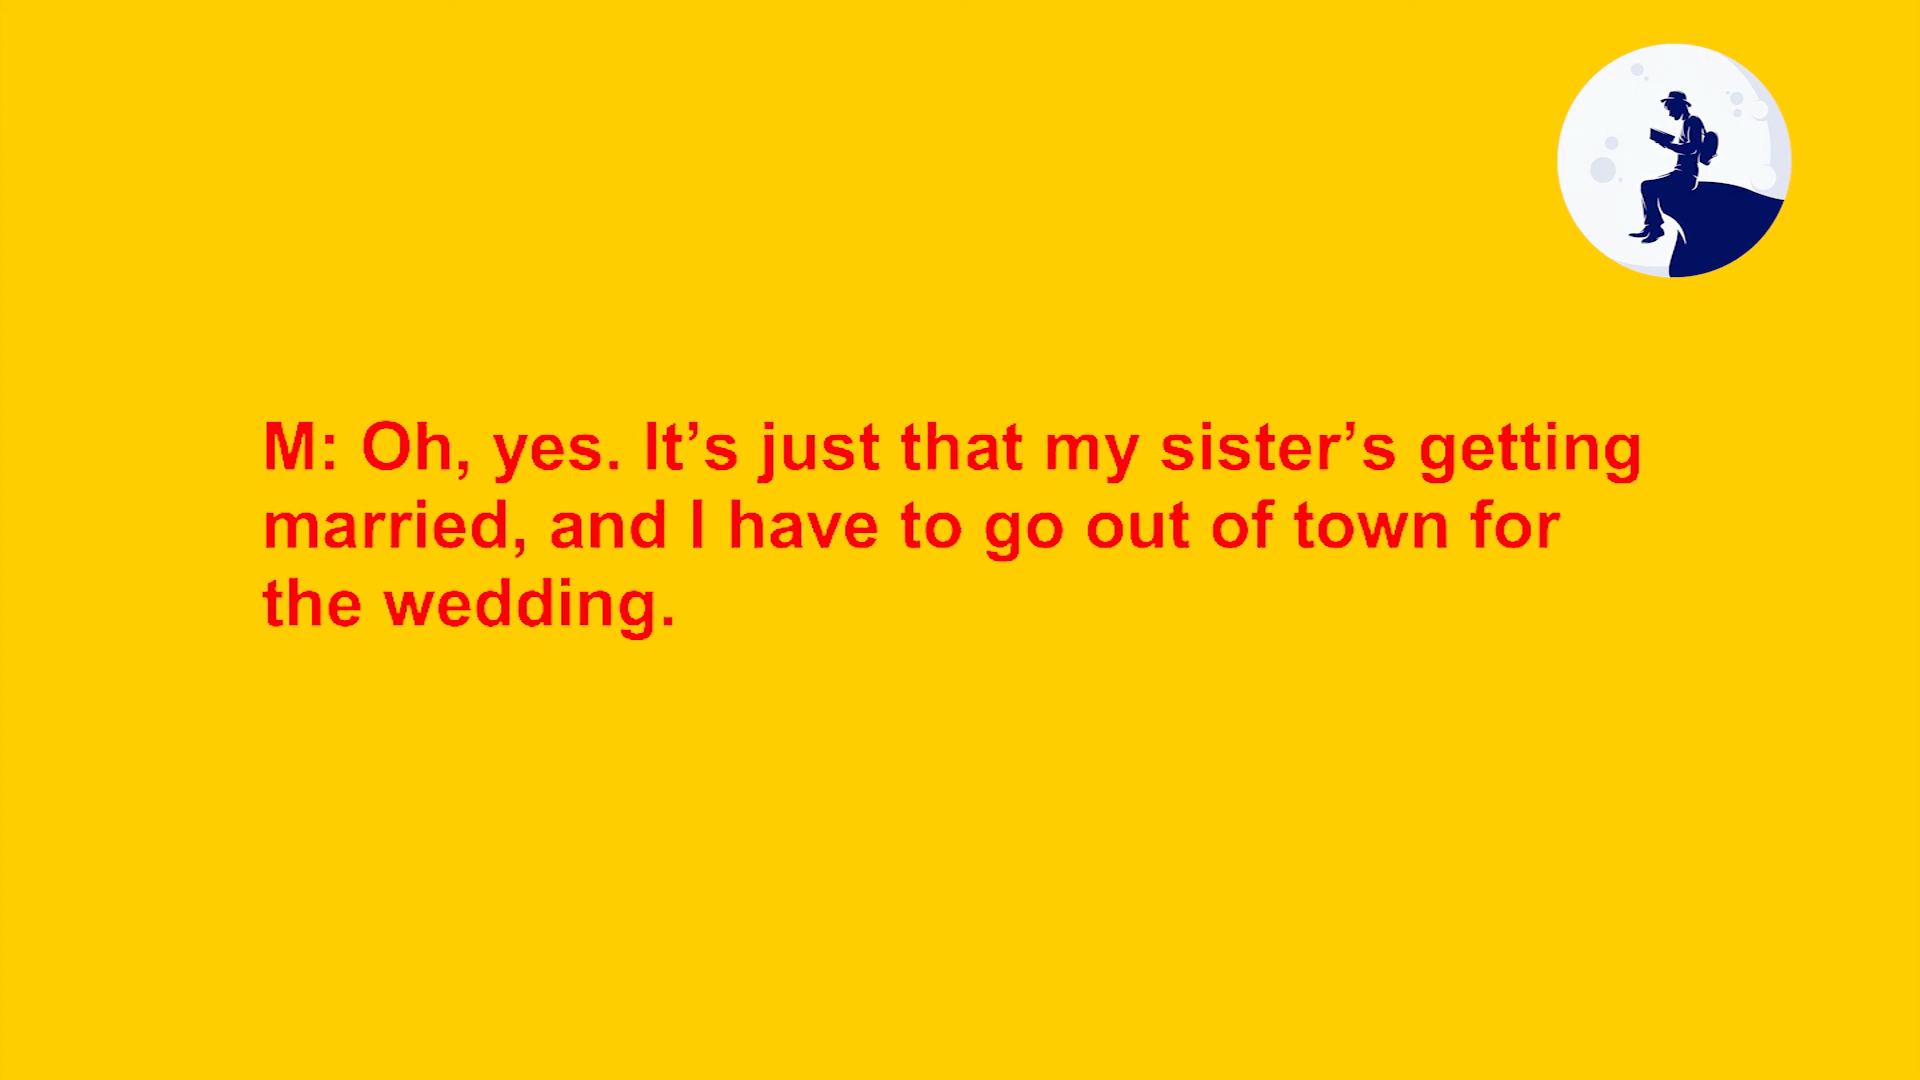 M: Oh, yes. It’s just that my sister’s getting
married, and I have to go out of town for
the wedding.